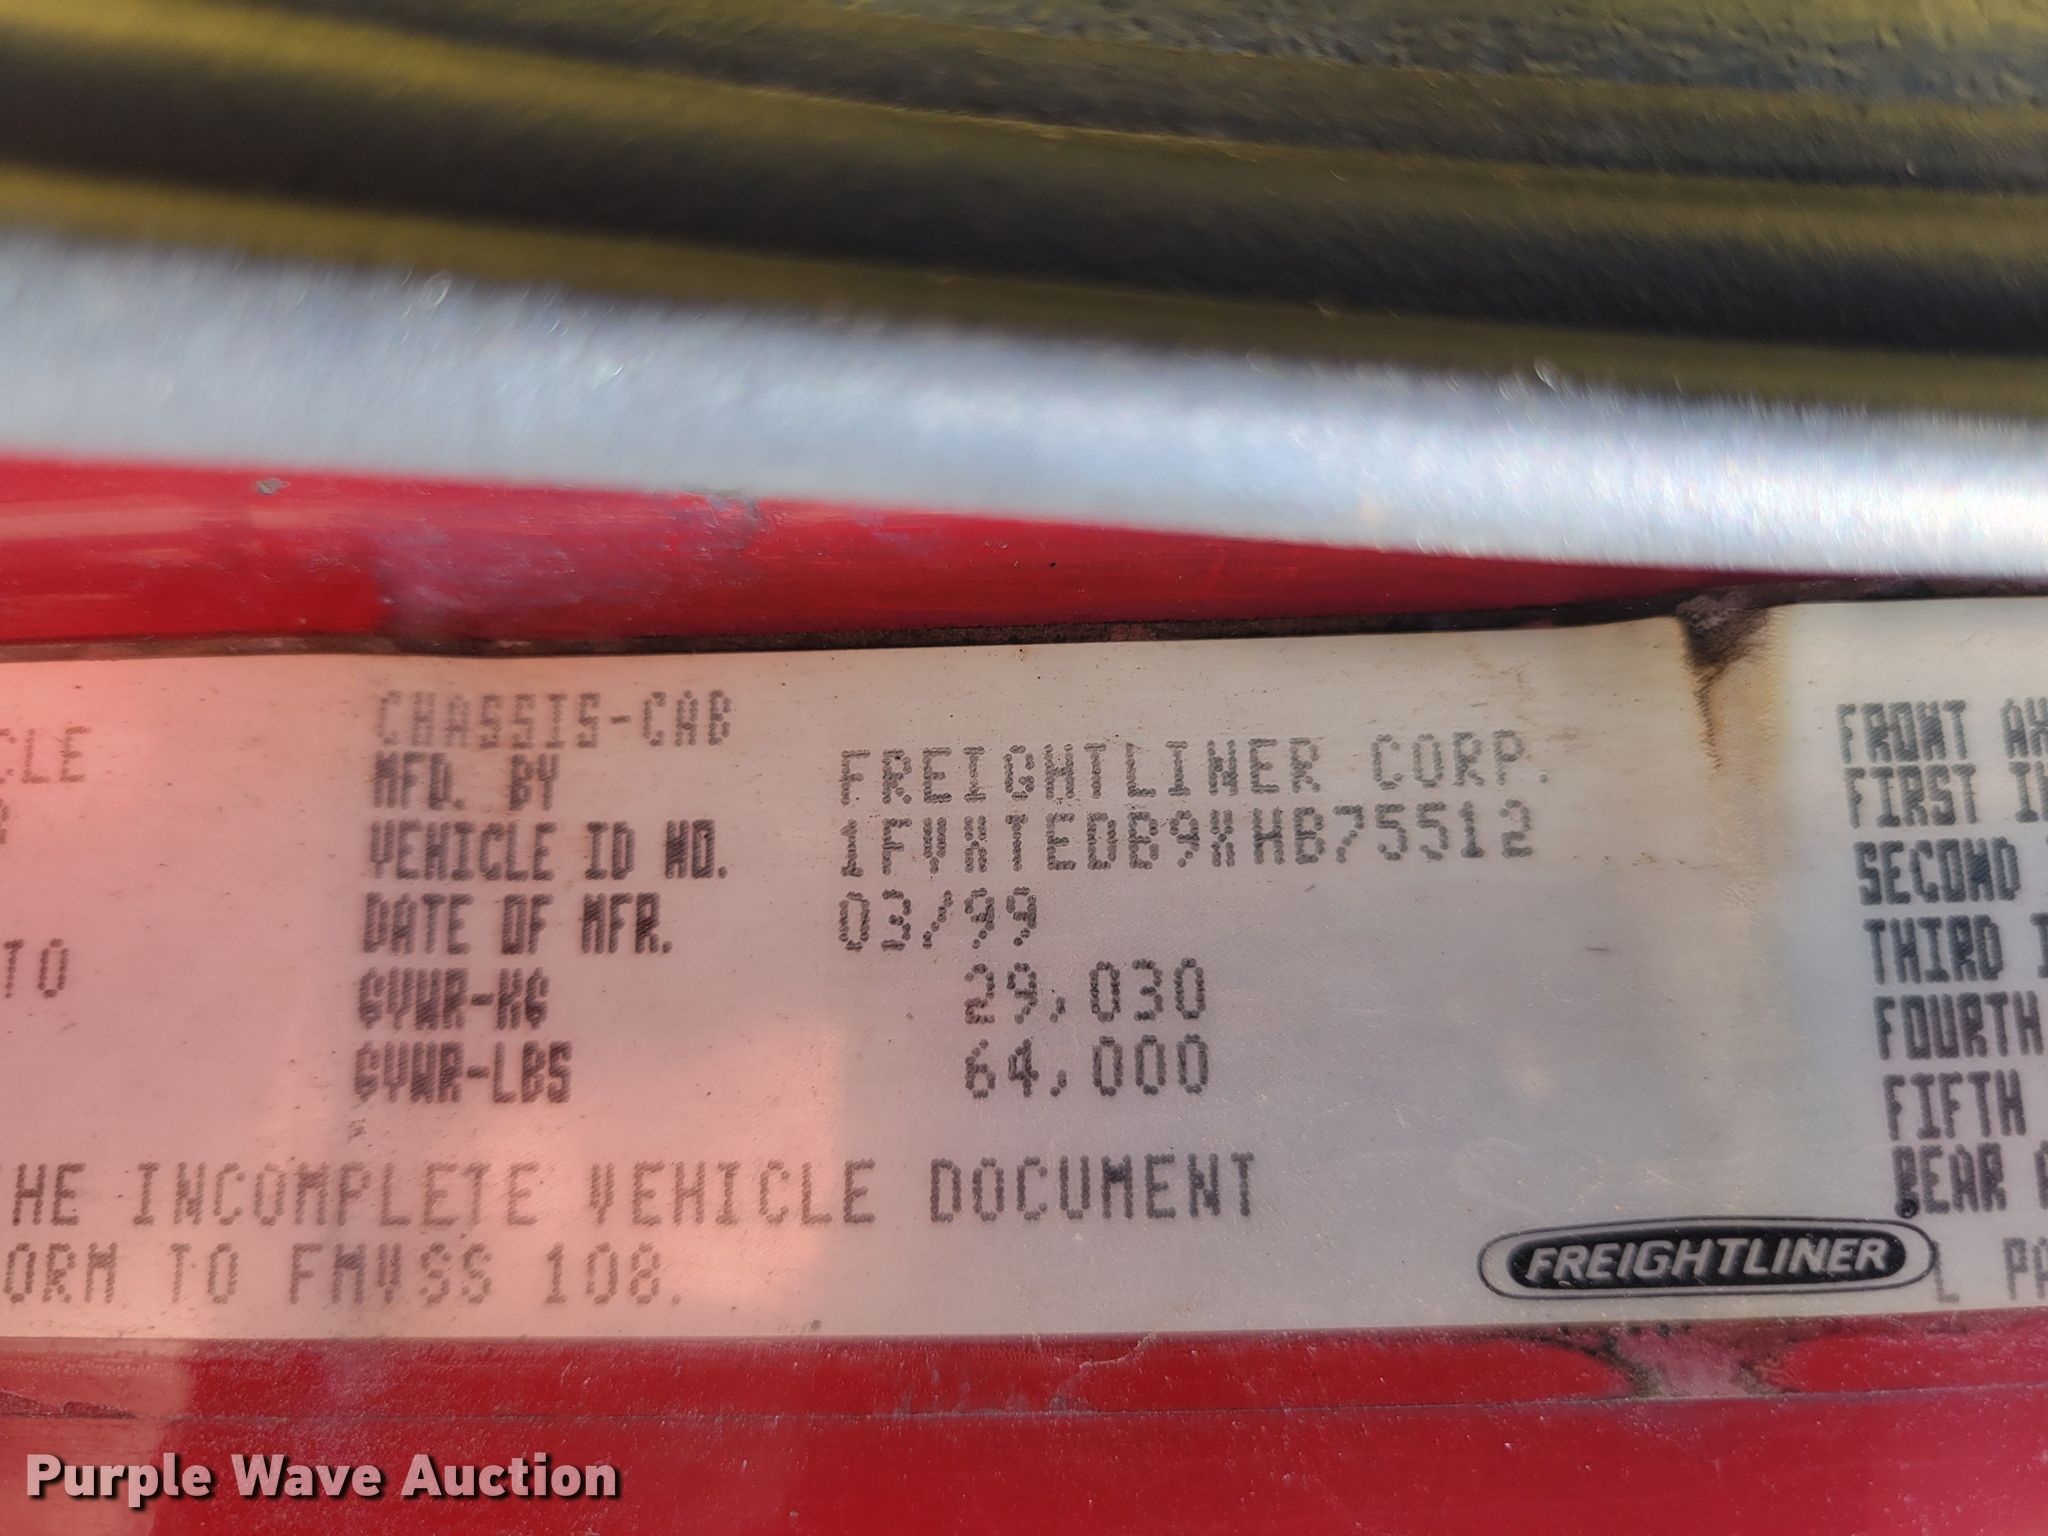 CHASSIS-CAB
MFD. BY FREIGHTLINER CORP.
VEHICLE ID NO. 1FVXTEDB9XHB75512
DATE OF MFR. 03/99
GVWR-KG 29,030
GVWR-LBS 64,000
HE INCOMPLETE VEHICLE DOCUMENT
ORM TO FMVSS 108.
FRONT AX
FIRST I
SECOND
THIRD I
FOURTH
FIFTH
REAR
FREIGHTLINER®
L PA
Purple Wave Auction